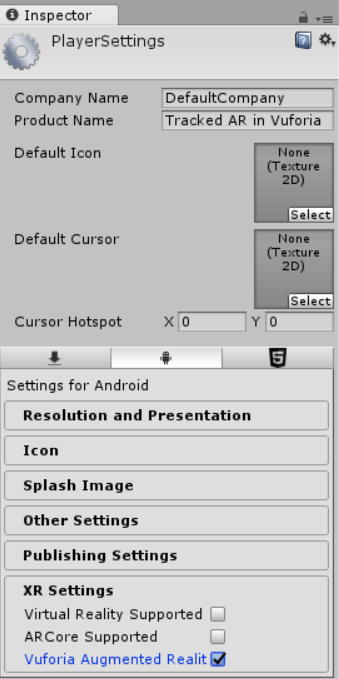 Inspector
PlayerSettings
Company Name DefaultCompany
Product Name Tracked AR in Vuforia
Default Icon
None
(Texture
2D)
Select
Default Cursor
None
(Texture
2D)
Select
Cursor Hotspot X 0 Y 0
Settings for Android
Resolution and Presentation
Icon
Splash Image
Other Settings
Publishing Settings
XR Settings
Virtual Reality Supported
ARCore Supported
Vuforia Augmented Realit